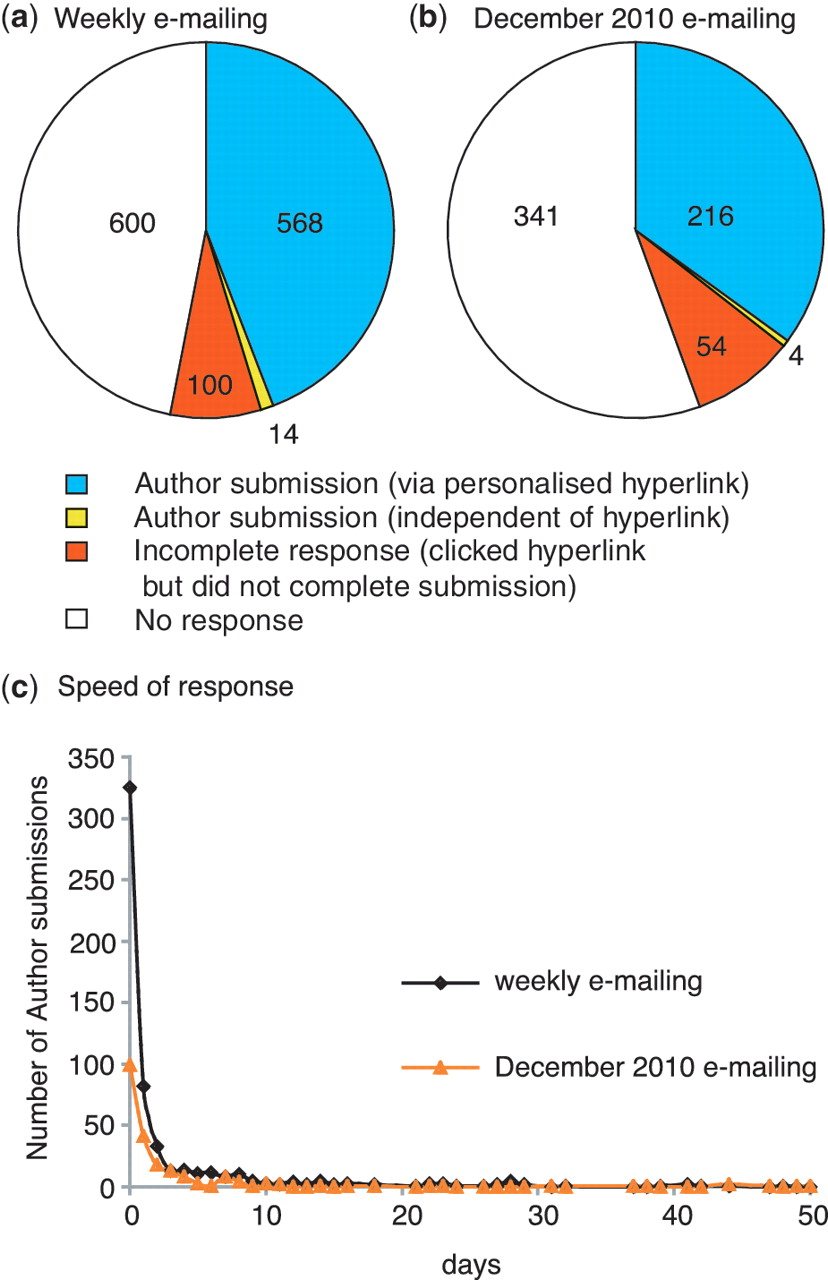 (a) Weekly e-mailing
(b) December 2010 e-mailing
600
568
100
14
341
216
54
4
Author submission (via personalised hyperlink)
Author submission (independent of hyperlink)
Incomplete response (clicked hyperlink
but did not complete submission)
No response
(c) Speed of response
Number of Author submissions
350
300
250
200
150
100
50
0
weekly e-mailing
December 2010 e-mailing
0 10 20 30 40 50
days